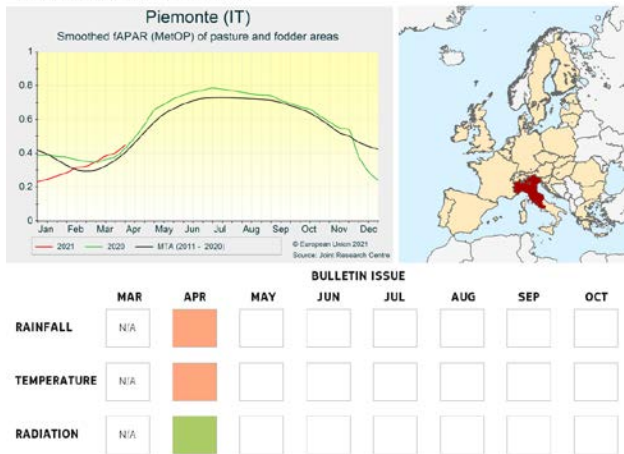 Piemonte (IT)
Smoothed fAPAR (MetOP) of pasture and fodder areas
1
0.8
0.6
0.4
0.2
0
Jan Feb Mar Apr May Jun Jul Aug Sep Oct Nov Dec
2021 2020 MTA (2011 - 2020)
© European Union 2021
Source: Joint Research Centre
BULLETIN ISSUE
MAR APR MAY JUN JUL AUG SEP OCT
RAINFALL N/A
TEMPERATURE N/A
RADIATION N/A